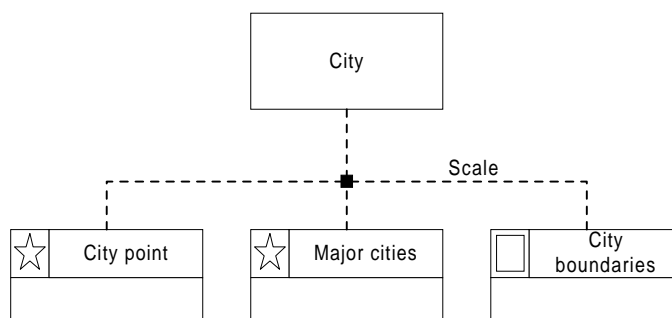 City
Scale
City point
Major cities
City
boundaries